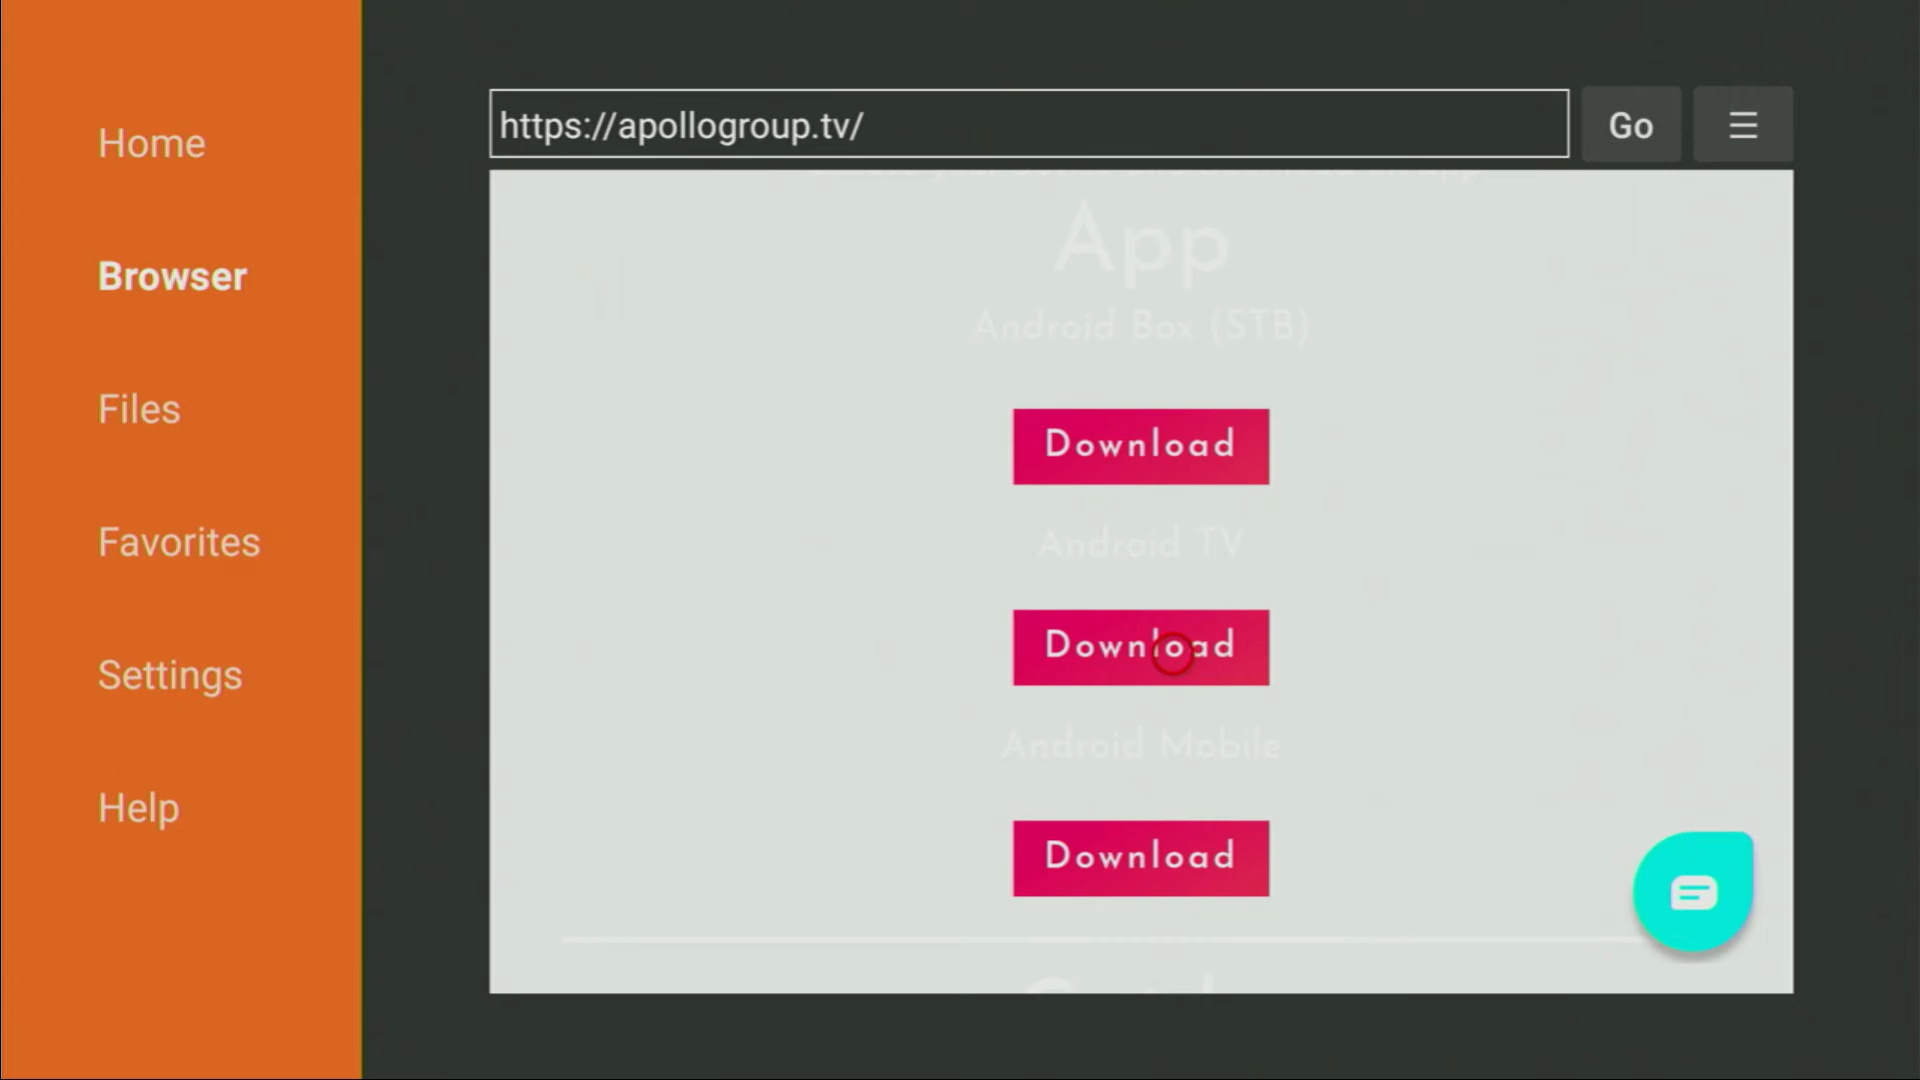 Home
Browser
Files
Favorites
Settings
Help
https://apollogroup.tv/
Go
App
Android Box (STB)
Download
Android TV
Download
Android Mobile
Download